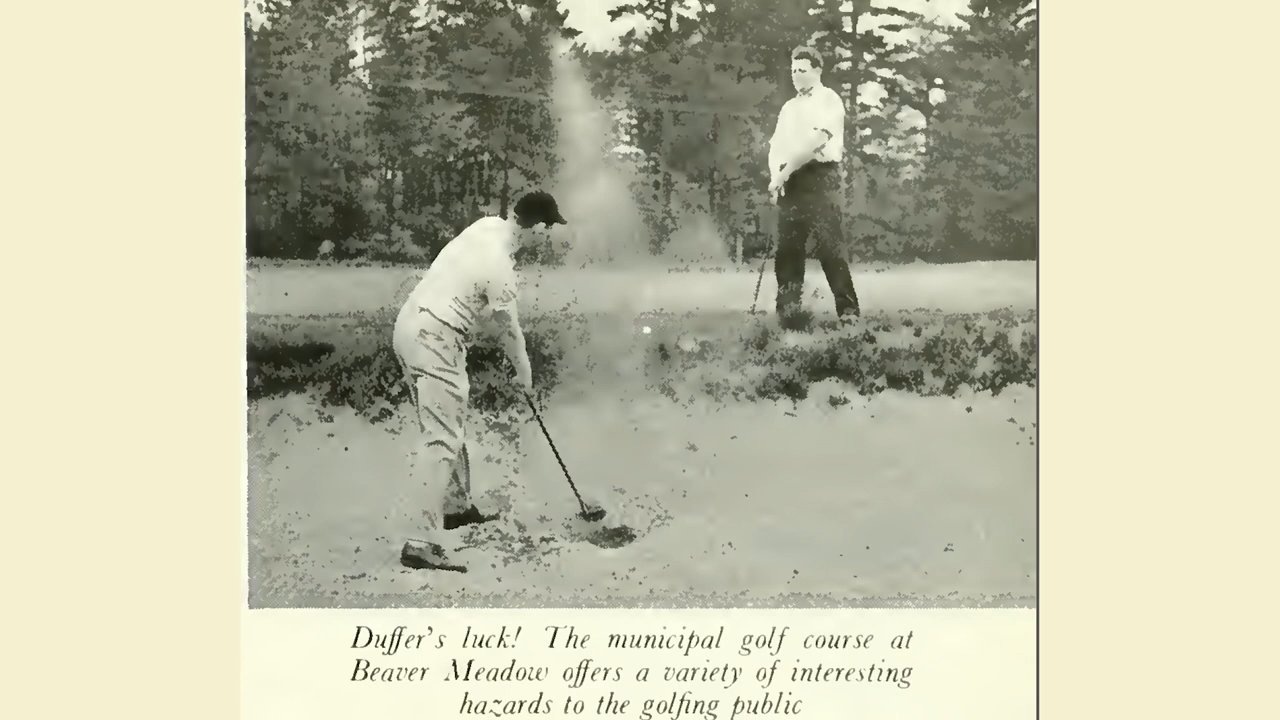 Duffer's luck! The municipal golf course at
Beaver Meadow offers a variety of interesting
hazards to the golfing public